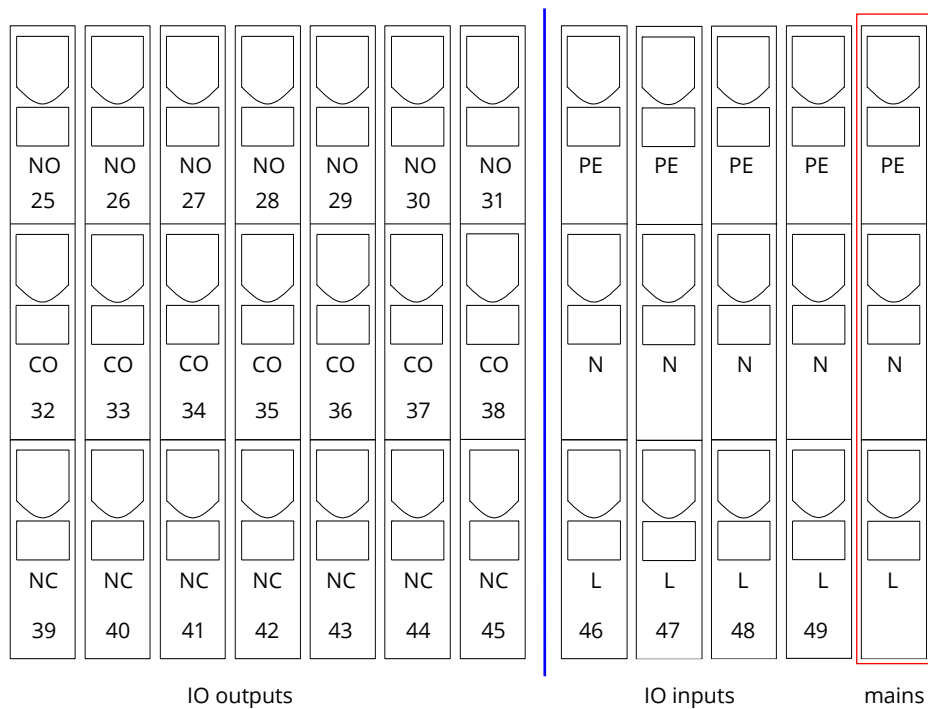 NO NO NO NO NO NO NO PE PE PE PE PE
25 26 27 28 29 30 31
CO CO CO CO CO CO CO N N N N N
32 33 34 35 36 37 38
NC NC NC NC NC NC NC L L L L L
39 40 41 42 43 44 45 46 47 48 49
IO outputs IO inputs mains